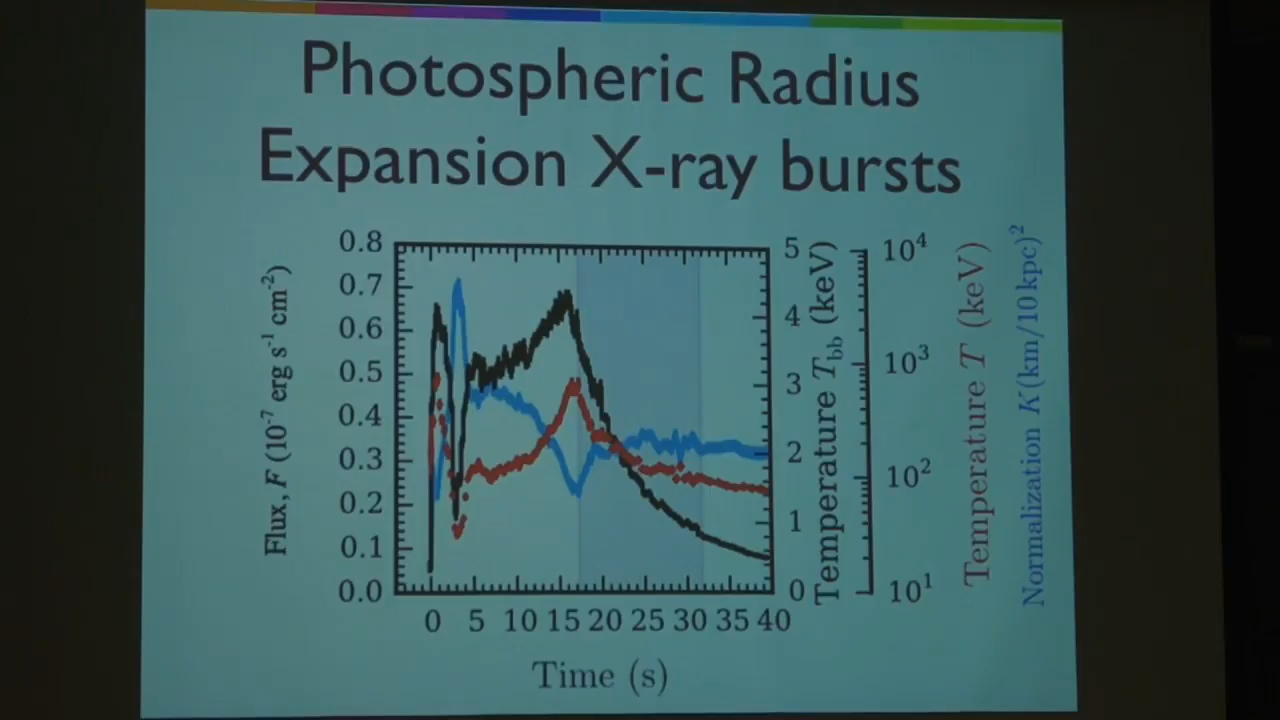 Photospheric Radius
Expansion X-ray bursts
Flux, F (10⁻⁷ erg s⁻¹ cm⁻²)
0.8
0.7
0.6
0.5
0.4
0.3
0.2
0.1
0.0
0 5 10 15 20 25 30 35 40
Time (s)
5
4
3
2
1
0
Temperature T_bb (keV)
10⁴
10³
10²
10¹
Temperature T (keV)
Normalization K (km/10 kpc)²